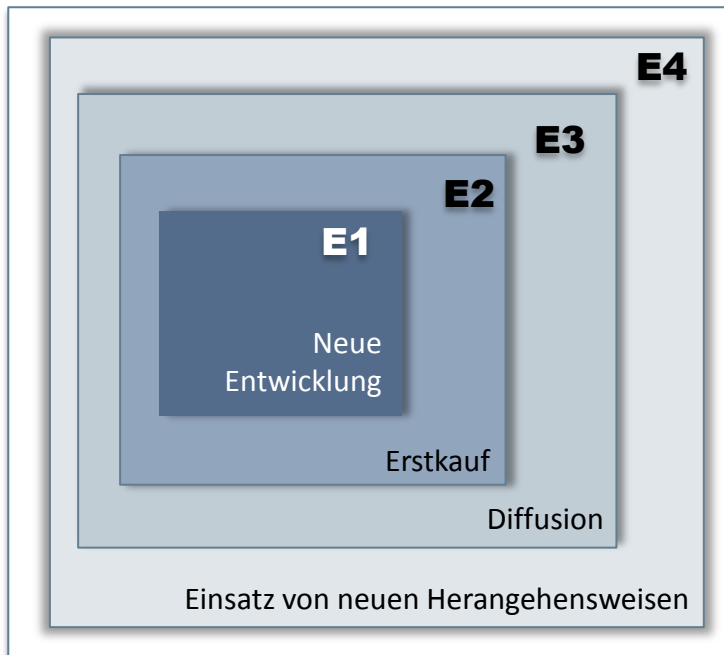 E4
E3
E2
E1
Neue
Entwicklung
Erstkauf
Diffusion
Einsatz von neuen Herangehensweisen